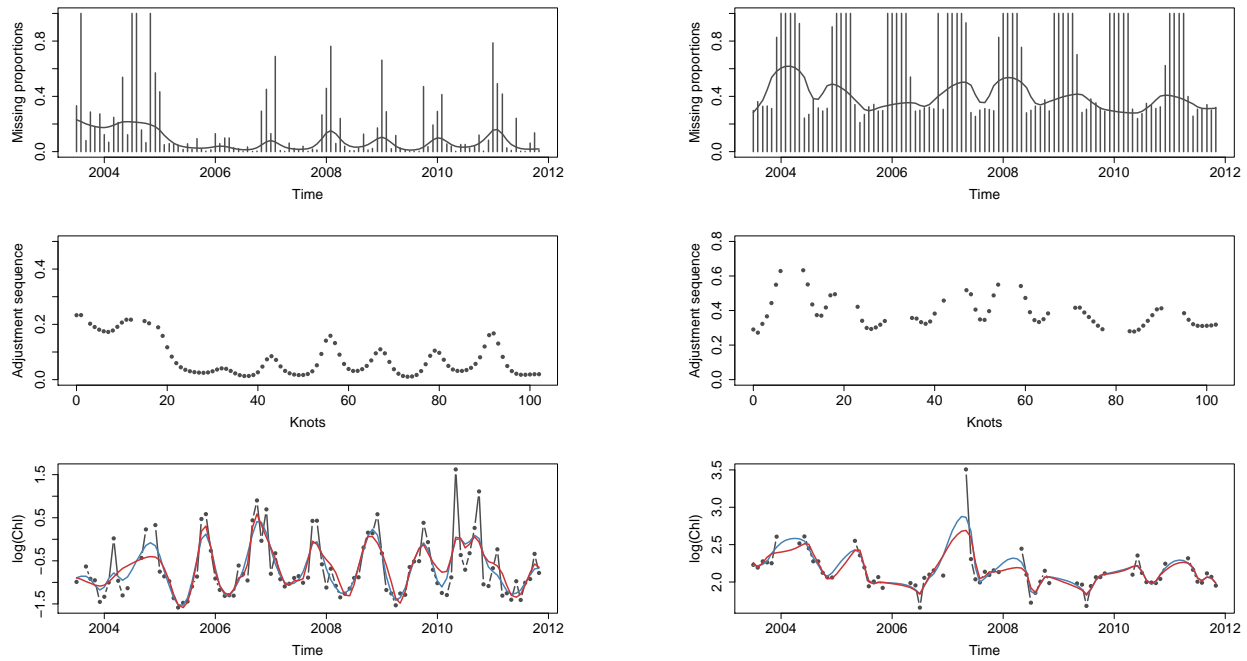 Missing proportions
0.0 0.4 0.8
2004 2006 2008 2010 2012
Time
Missing proportions
0.0 0.4 0.8
2004 2006 2008 2010 2012
Time
Adjustment sequence
0.0 0.2 0.4
0 20 40 60 80 100
Knots
Adjustment sequence
0.0 0.2 0.4 0.6 0.8
0 20 40 60 80 100
Knots
log(Chl)
−1.5 −0.5 0.5 1.5
2004 2006 2008 2010 2012
Time
log(Chl)
2.0 2.5 3.0 3.5
2004 2006 2008 2010 2012
Time